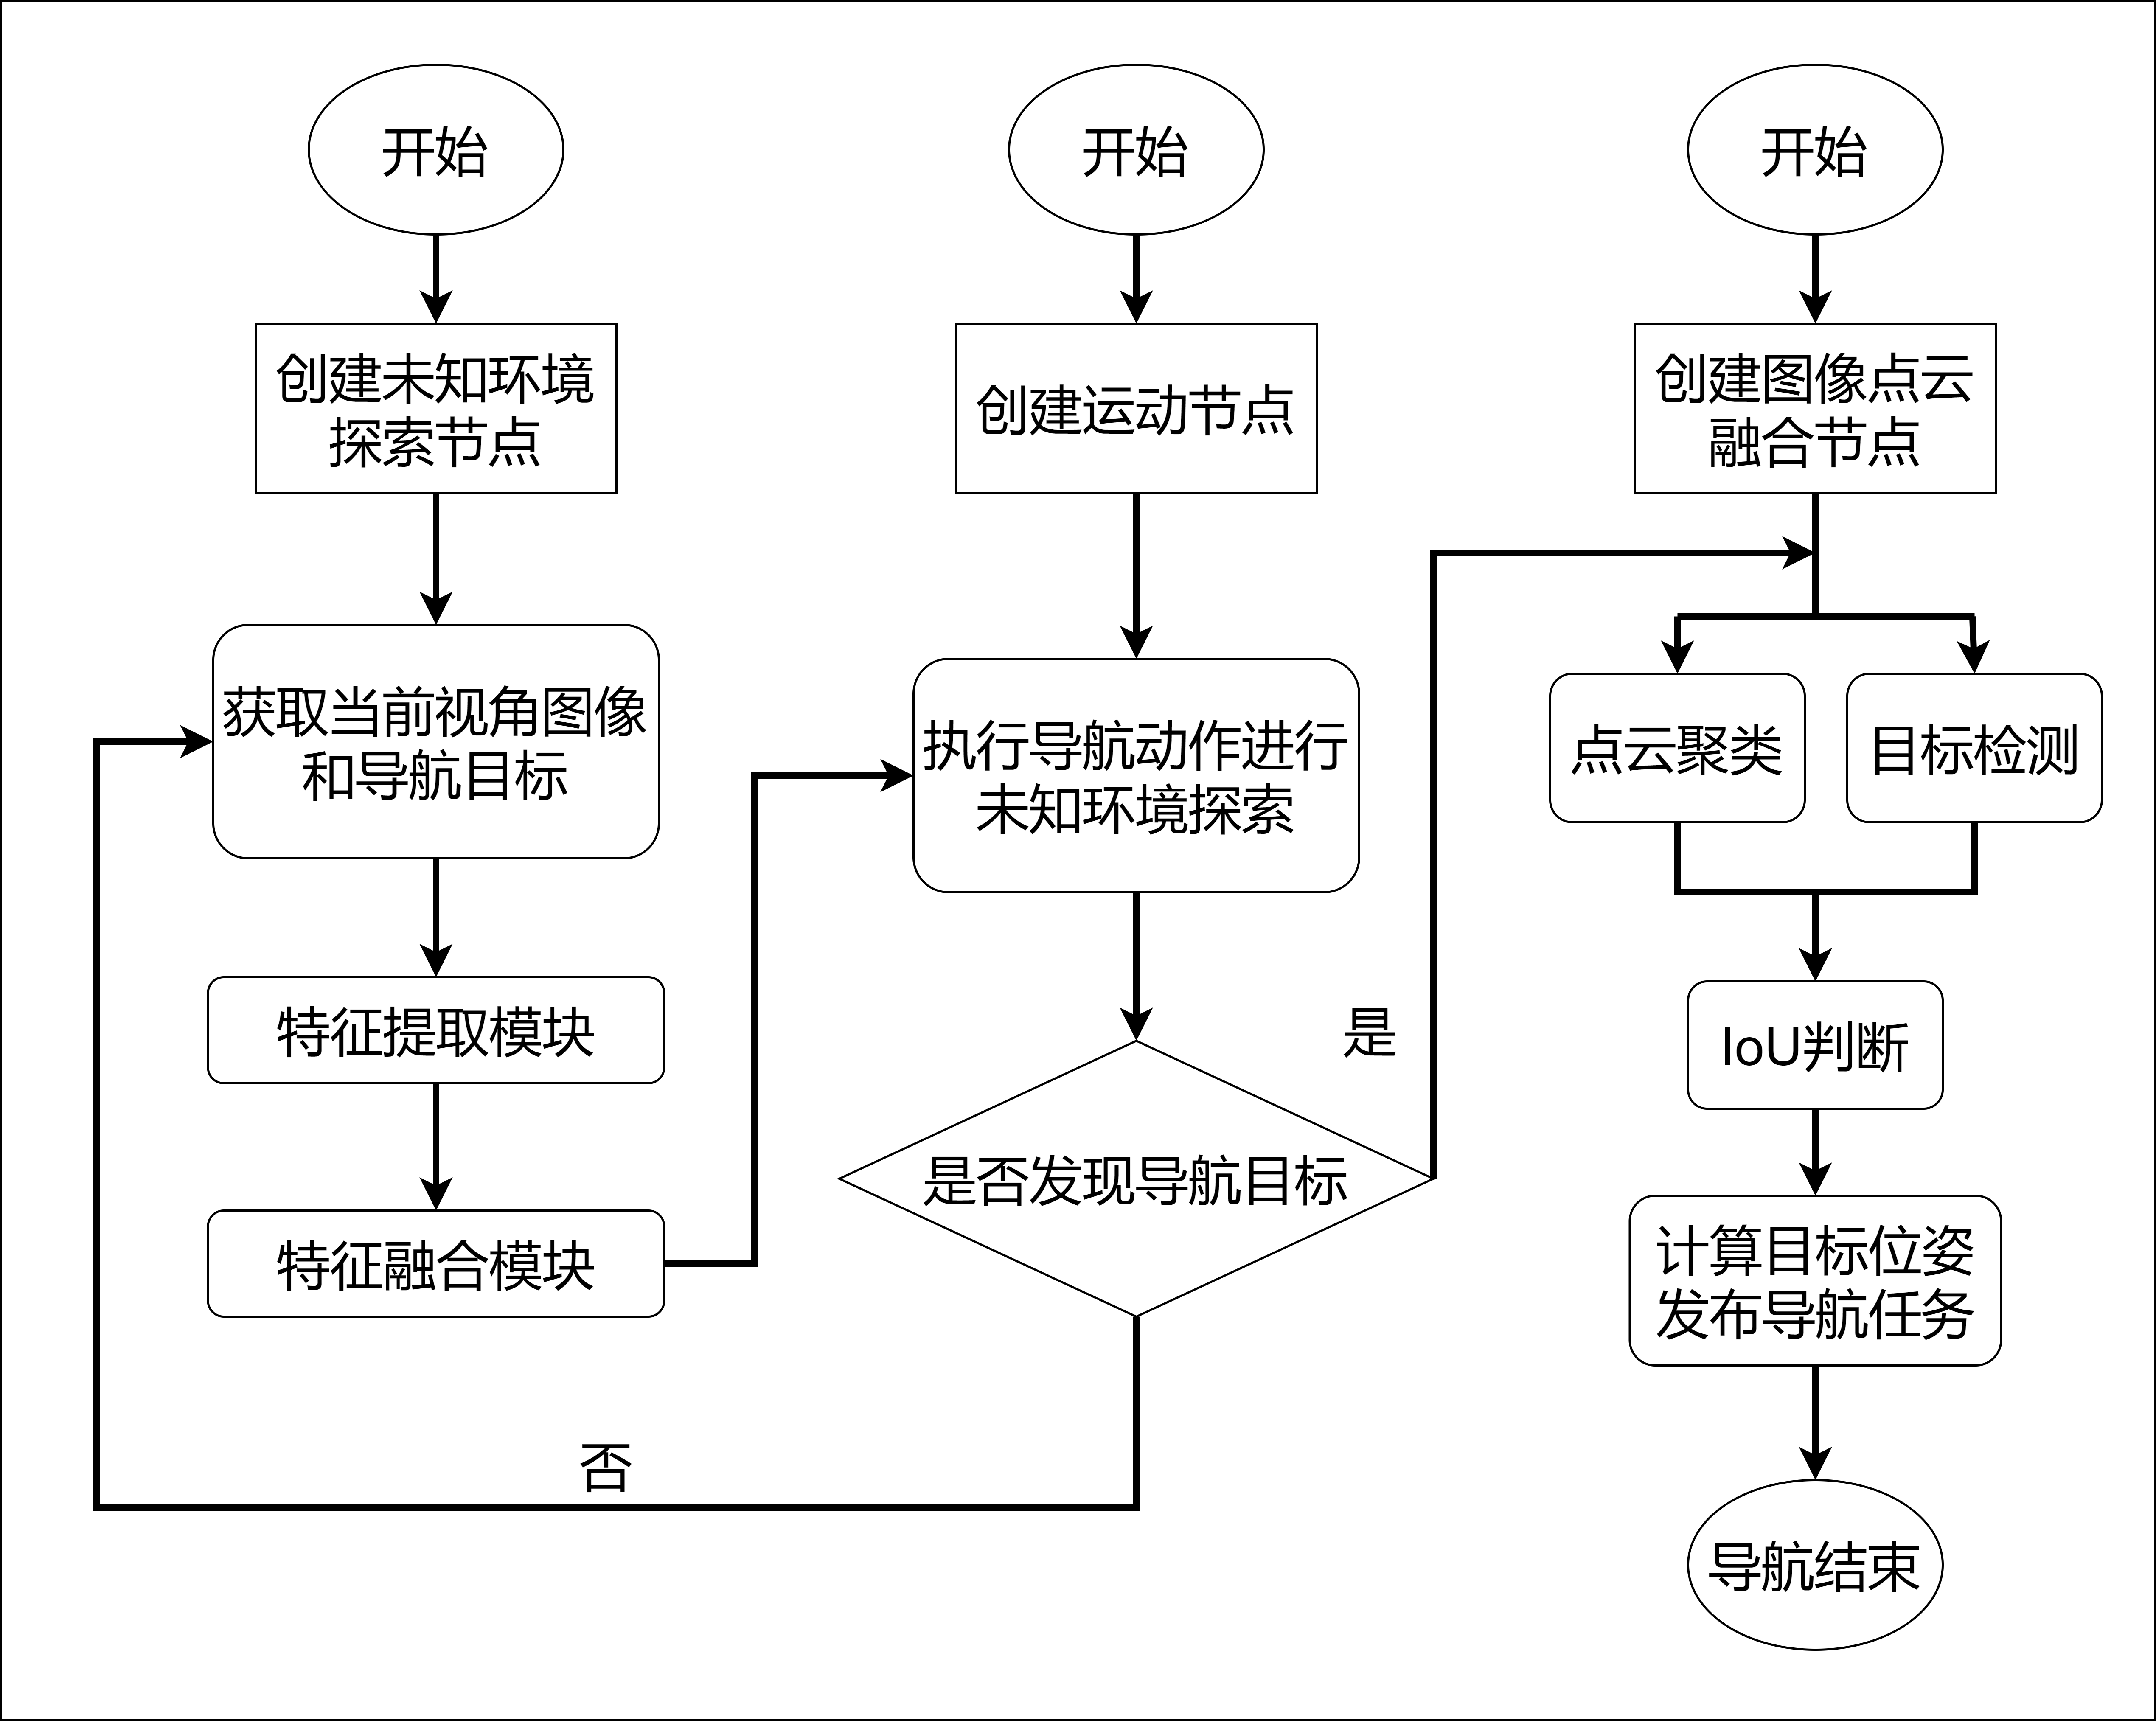 开始
创建未知环境
探索节点
获取当前视角图像
和导航目标
特征提取模块
特征融合模块
开始
创建运动节点
执行导航动作进行
未知环境探索
是否发现导航目标
是
否
开始
创建图像点云
融合节点
点云聚类
目标检测
IoU判断
计算目标位姿
发布导航任务
导航结束